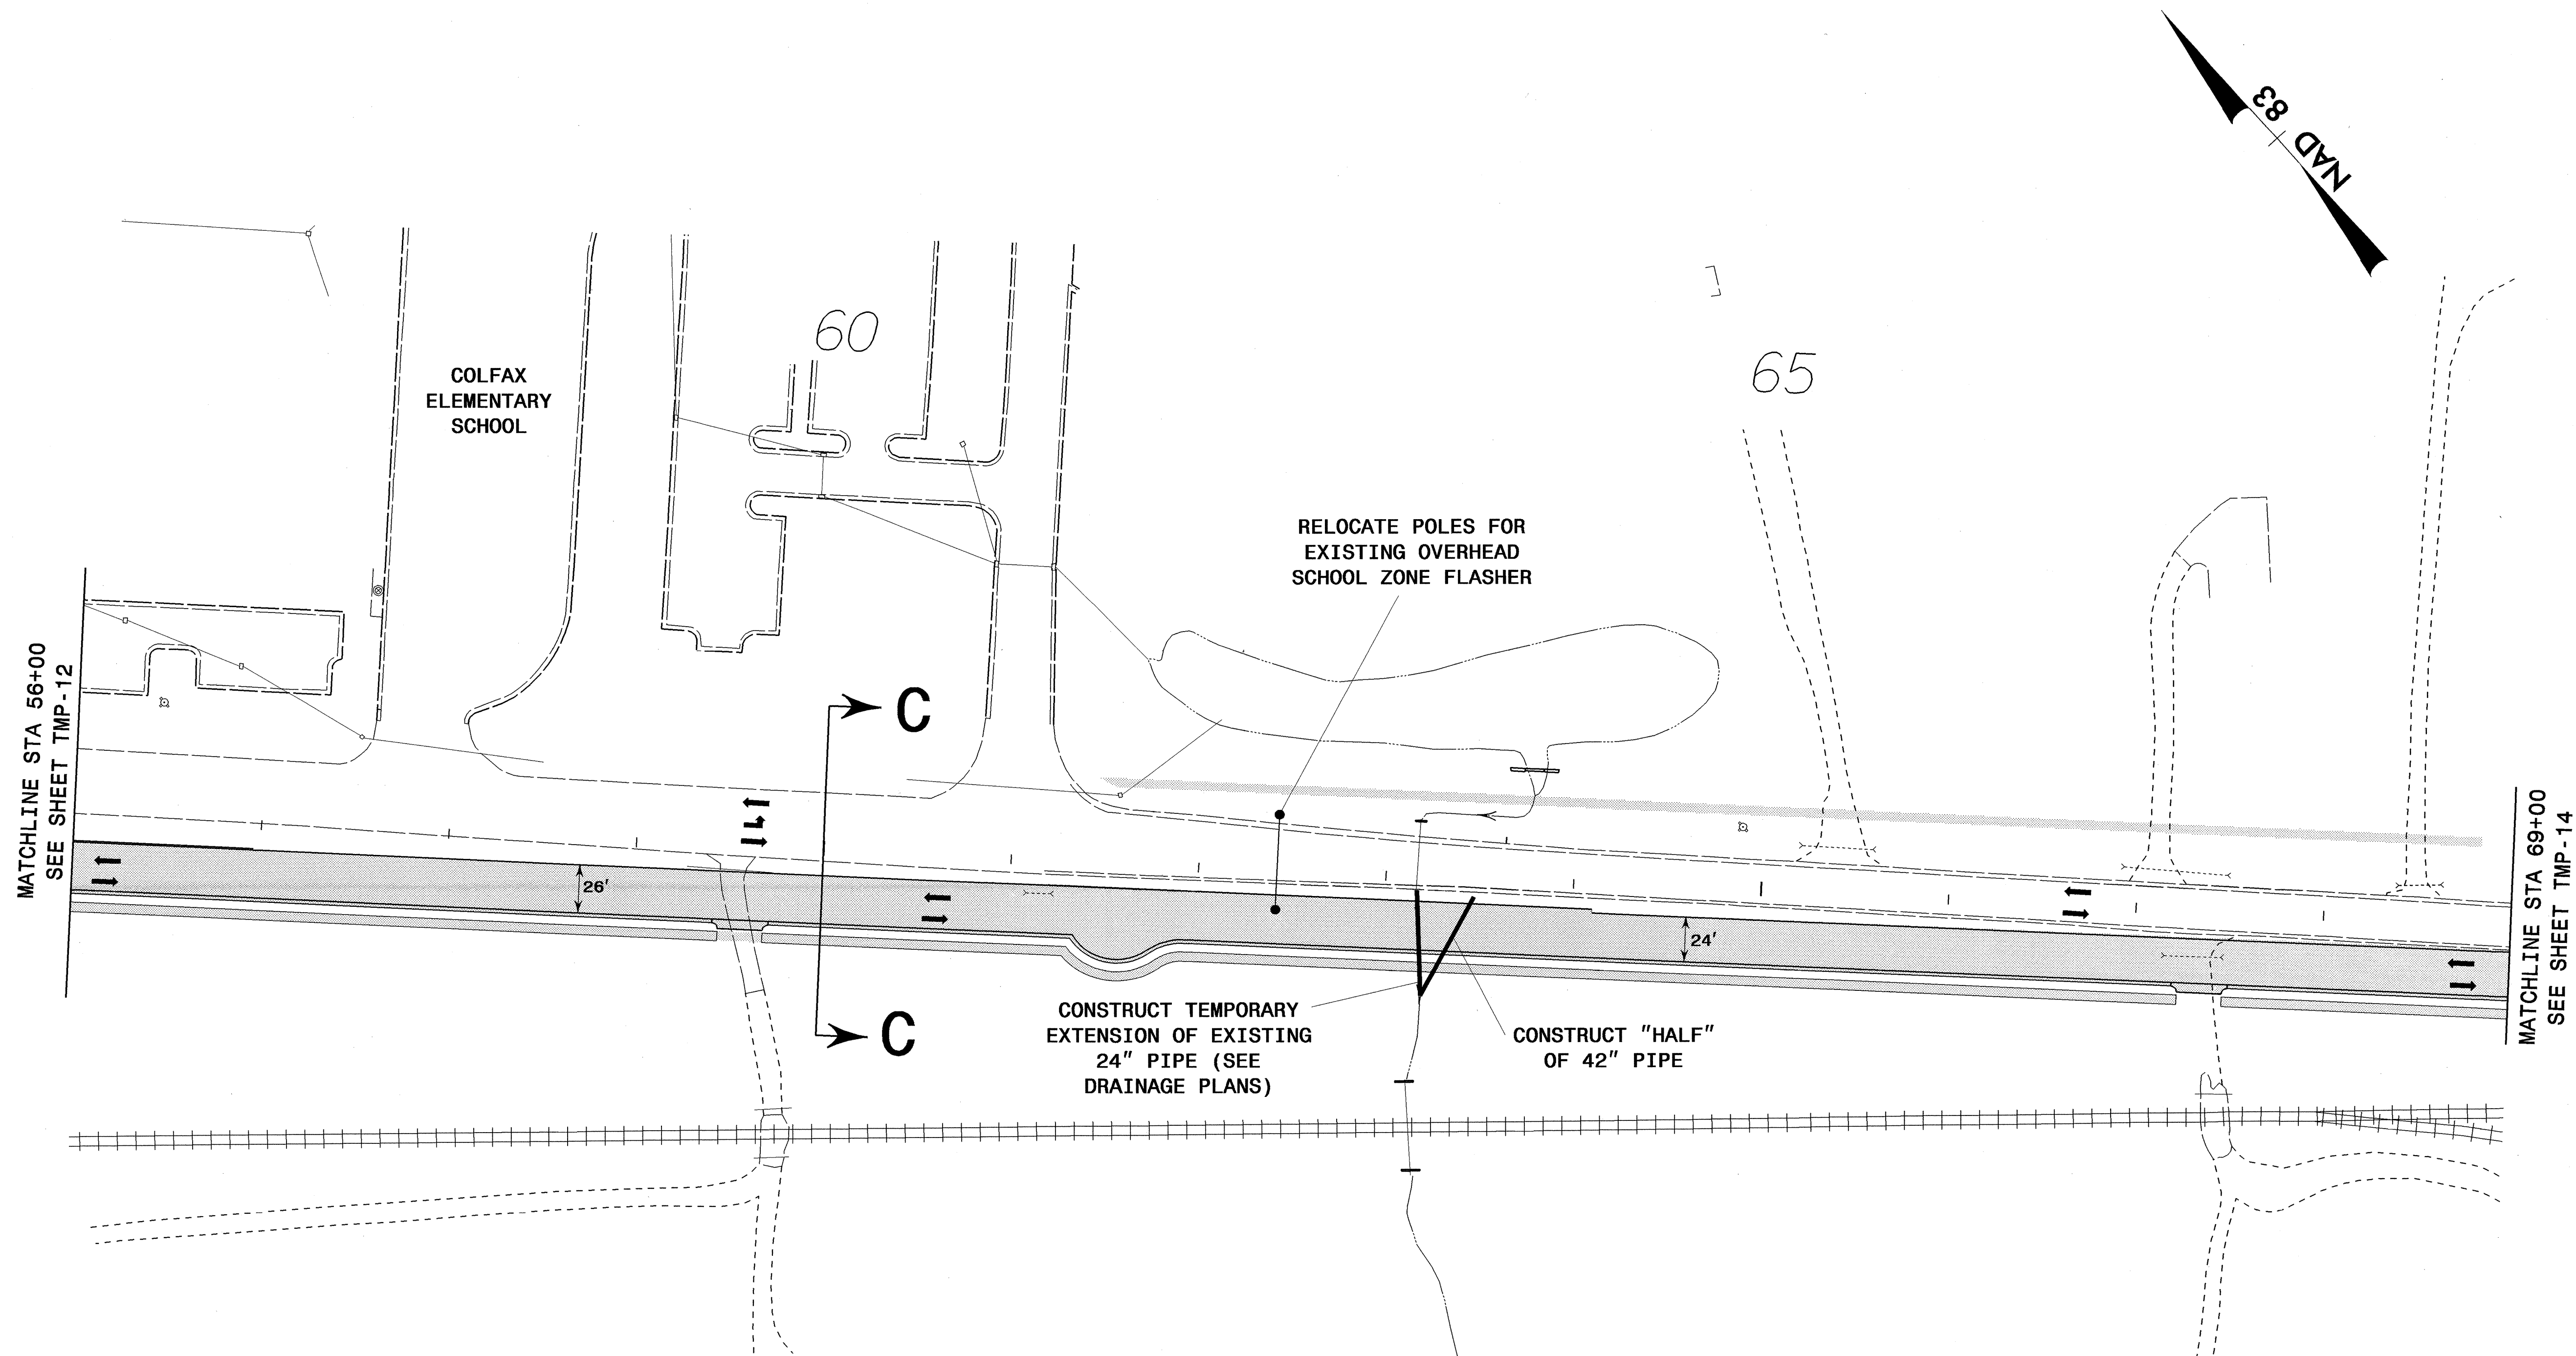 NAD 83
60
65
COLFAX
ELEMENTARY
SCHOOL
RELOCATE POLES FOR
EXISTING OVERHEAD
SCHOOL ZONE FLASHER
MATCHLINE STA 56+00
SEE SHEET TMP-12
C
26'
24'
MATCHLINE STA 69+00
SEE SHEET TMP-14
C
CONSTRUCT TEMPORARY
EXTENSION OF EXISTING
24" PIPE (SEE
DRAINAGE PLANS)
CONSTRUCT "HALF"
OF 42" PIPE